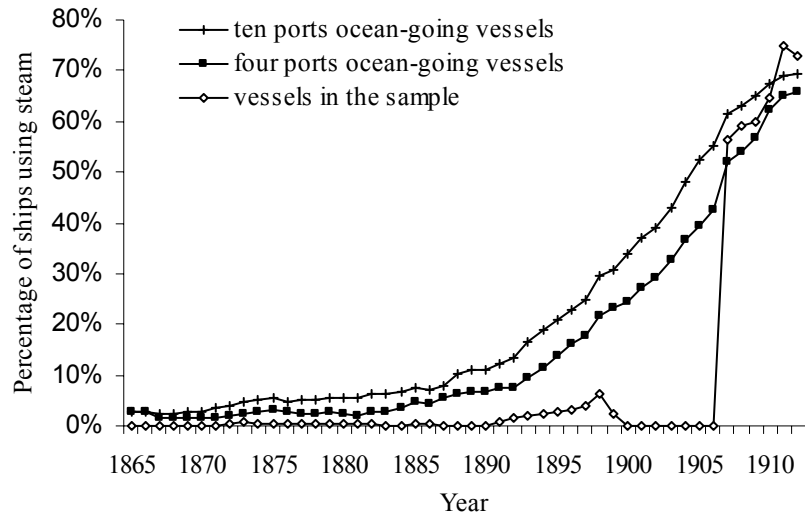 80%
70%
60%
50%
40%
30%
20%
10%
0%
Percentage of ships using steam
ten ports ocean-going vessels
four ports ocean-going vessels
vessels in the sample
1865 1870 1875 1880 1885 1890 1895 1900 1905 1910
Year